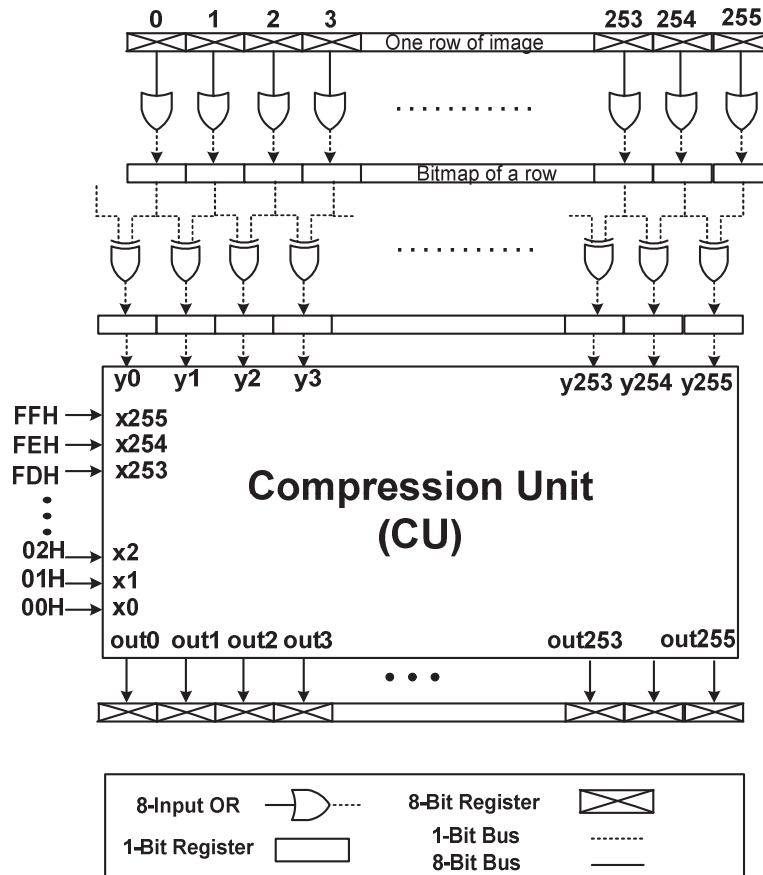 0 1 2 3 253 254 255
One row of image
Bitmap of a row
y0 y1 y2 y3 y253 y254 y255
FFH x255
FEH x254
FDH x253
Compression Unit
(CU)
02H x2
01H x1
00H x0
out0 out1 out2 out3 out253 out255
8-Input OR 8-Bit Register
1-Bit Register 1-Bit Bus
8-Bit Bus